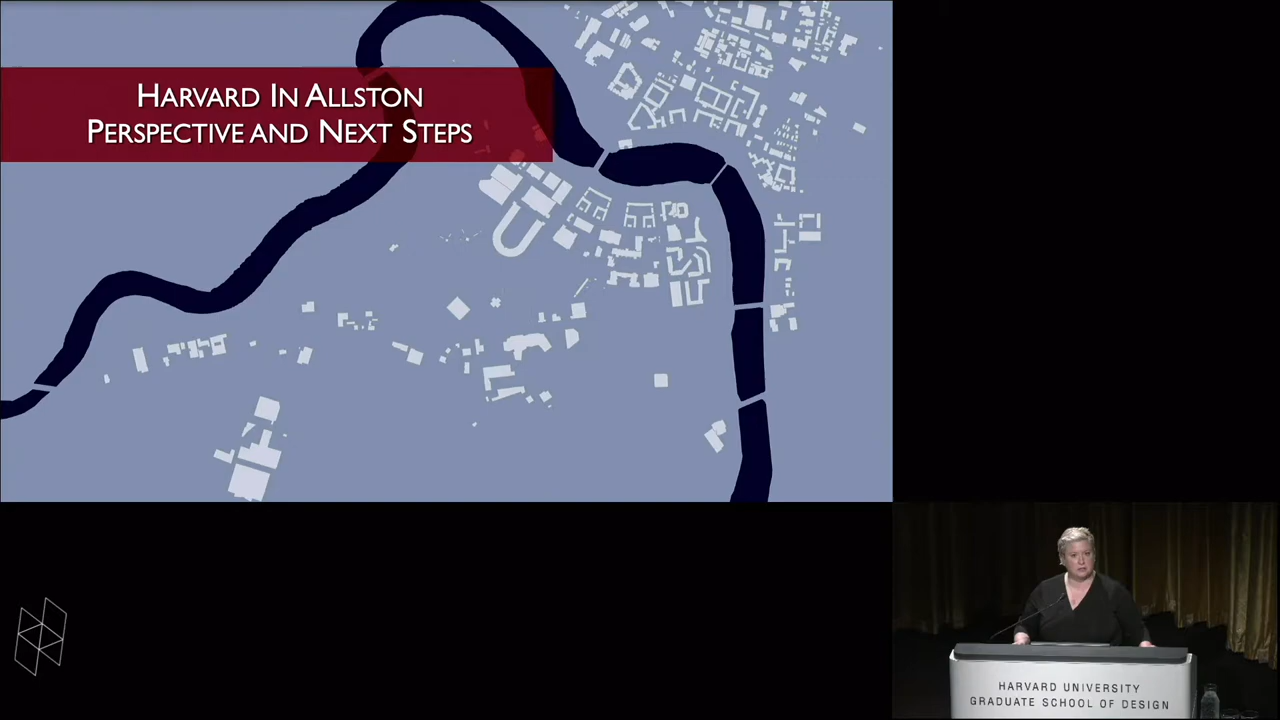 HARVARD IN ALLSTON
PERSPECTIVE AND NEXT STEPS
HARVARD UNIVERSITY
GRADUATE SCHOOL OF DESIGN